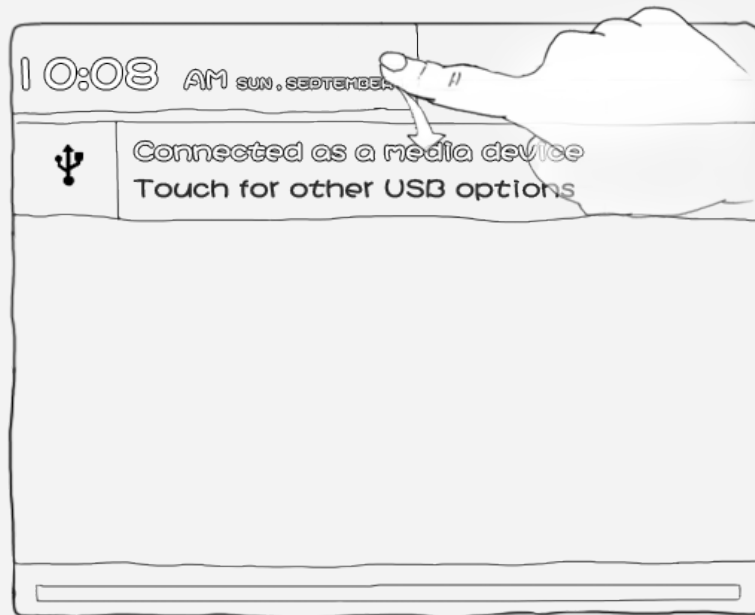 10:08 AM SUN, SEPTEMBER
Connected as a media device
Touch for other USB options